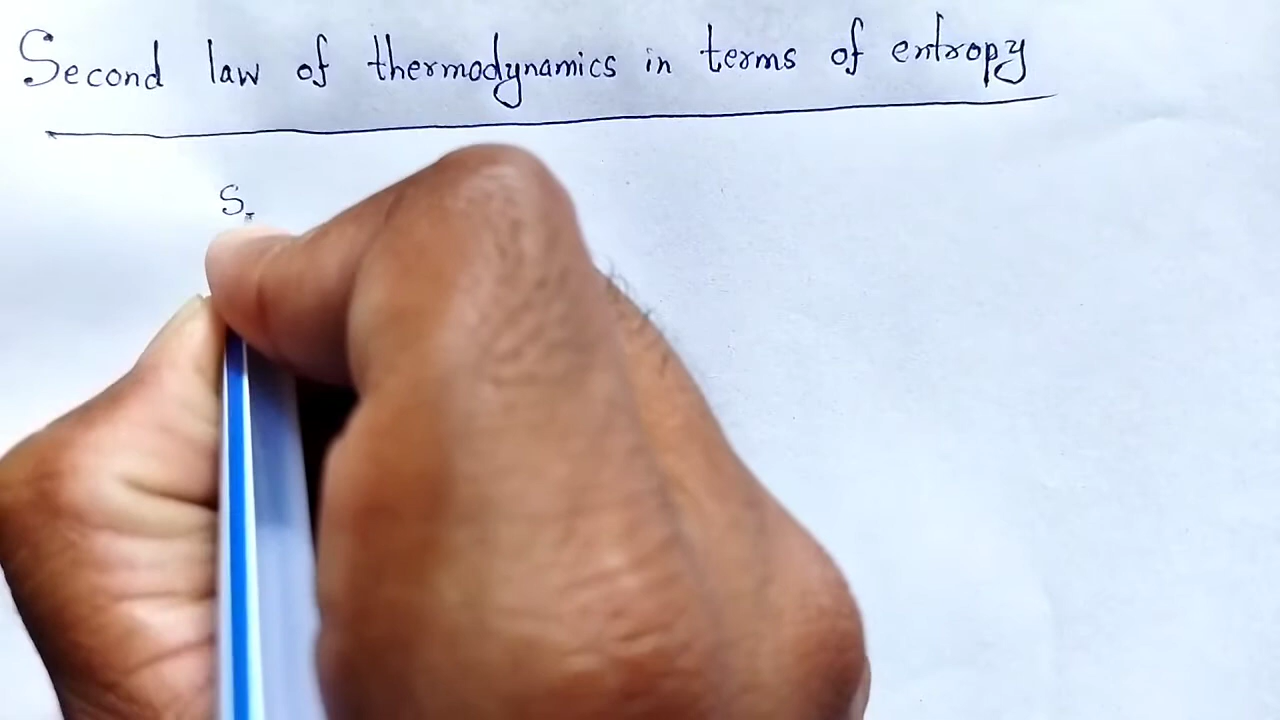 Second law of thermodynamics in terms of entropy
S